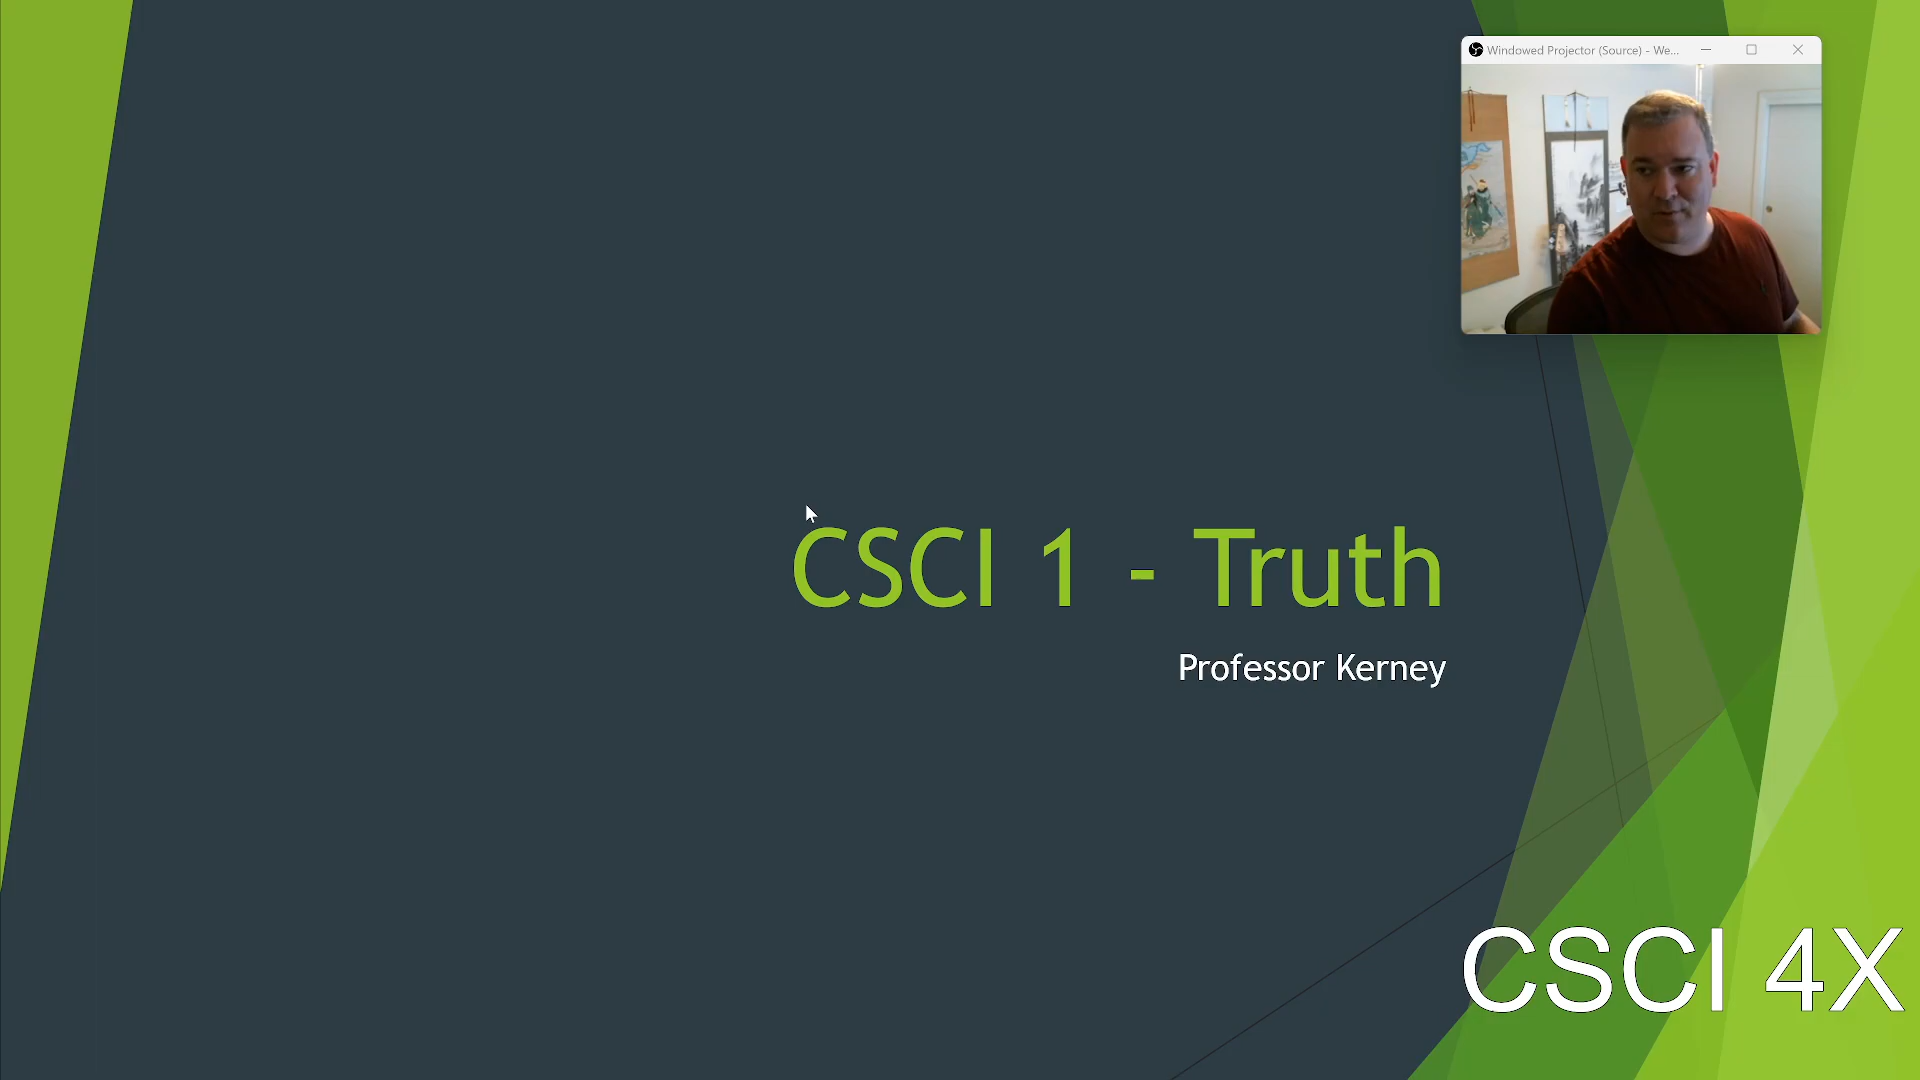 Windowed Projector (Source) - We...
CSCI 1 - Truth
Professor Kerney
CSCI 4X